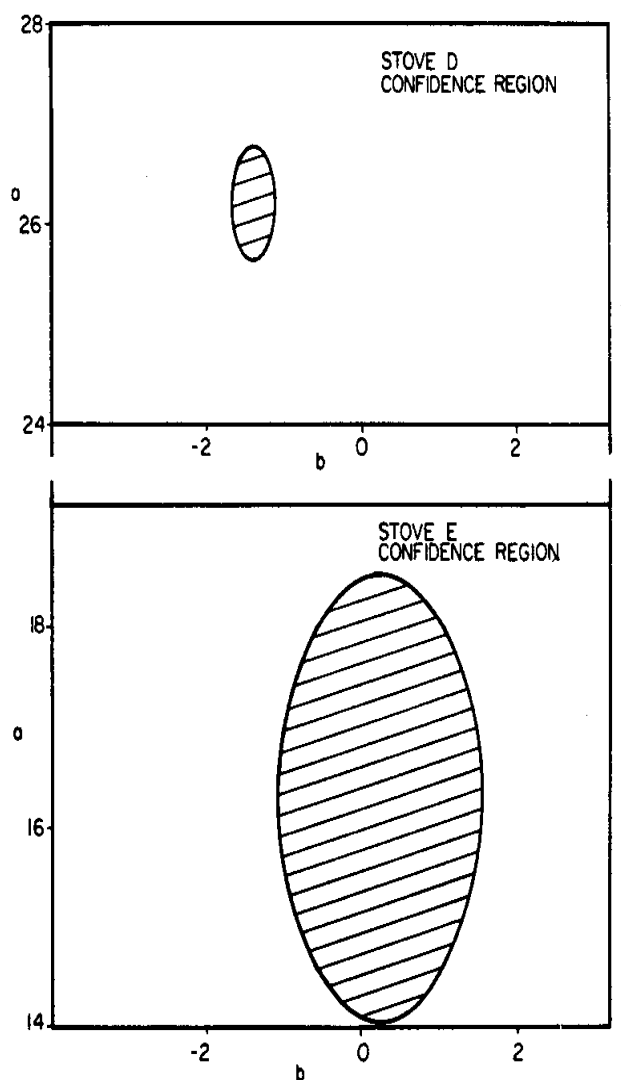 28
STOVE D
CONFIDENCE REGION
a
26
24
-2 0 2
b
STOVE E
CONFIDENCE REGION
18
a
16
14
-2 0 2
b